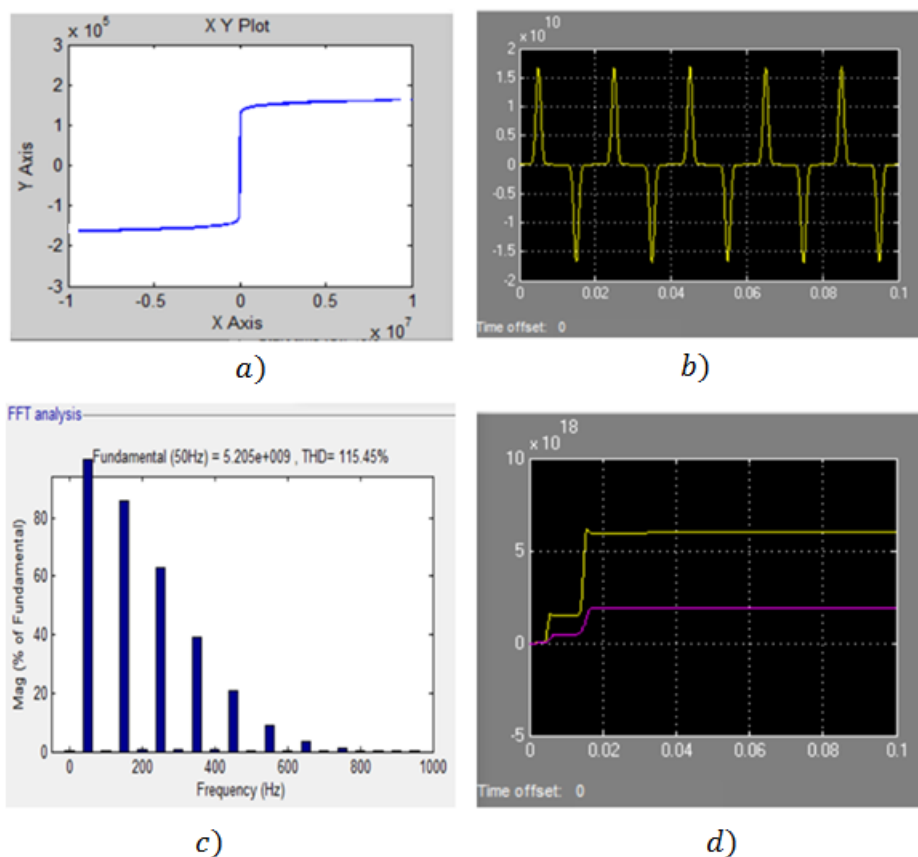 X Y Plot
x 10^5
3
2
1
0
-1
-2
-3
Y Axis
-1 -0.5 0 0.5 1
X Axis
x 10^7
a)
x 10^10
2
1.5
1
0.5
0
-0.5
-1
-1.5
-2
0 0.02 0.04 0.06 0.08 0.1
Time offset: 0
b)
FFT analysis
Fundamental (50Hz) = 5.205e+009 , THD= 115.45%
Mag (% of Fundamental)
80
60
40
20
0
0 200 400 600 800 1000
Frequency (Hz)
c)
x 10^18
10
5
0
-5
0 0.02 0.04 0.06 0.08 0.1
Time offset: 0
d)